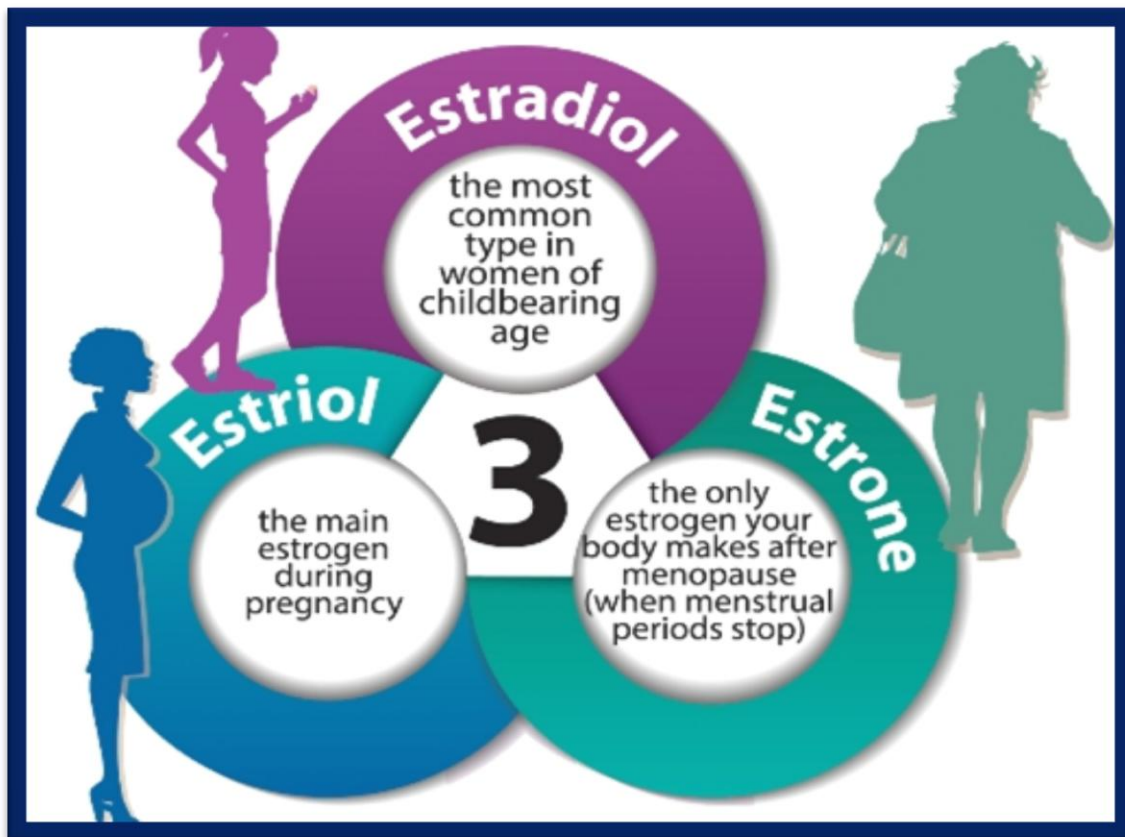 Estradiol
the most
common
type in
women of
childbearing
age
Estriol
the main
estrogen
during
pregnancy
3
Estrone
the only
estrogen your
body makes after
menopause
(when menstrual
periods stop)